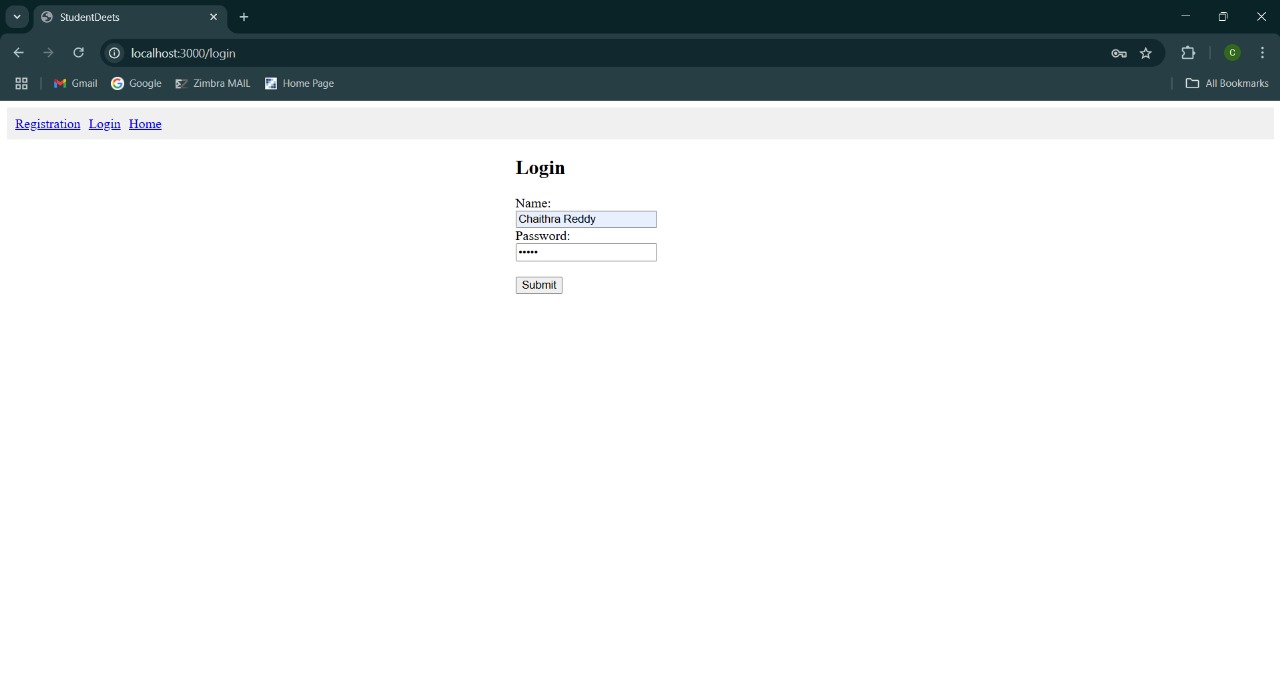 StudentDeets
localhost:3000/login
C
Gmail Google Zimbra MAIL Home Page All Bookmarks
Registration Login Home
Login
Name:
Chaithra Reddy
Password:
•••••
Submit